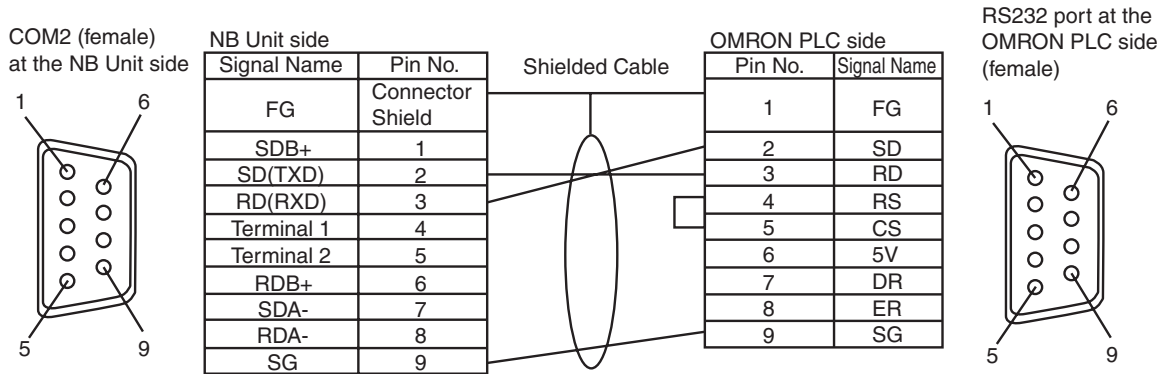 COM2 (female)
at the NB Unit side
1
6
5
9
NB Unit side
Signal Name Pin No.
FG Connector
Shield
SDB+ 1
SD(TXD) 2
RD(RXD) 3
Terminal 1 4
Terminal 2 5
RDB+ 6
SDA- 7
RDA- 8
SG 9
Shielded Cable
OMRON PLC side
Pin No. Signal Name
1 FG
2 SD
3 RD
4 RS
5 CS
6 5V
7 DR
8 ER
9 SG
RS232 port at the
OMRON PLC side
(female)
1
6
5
9